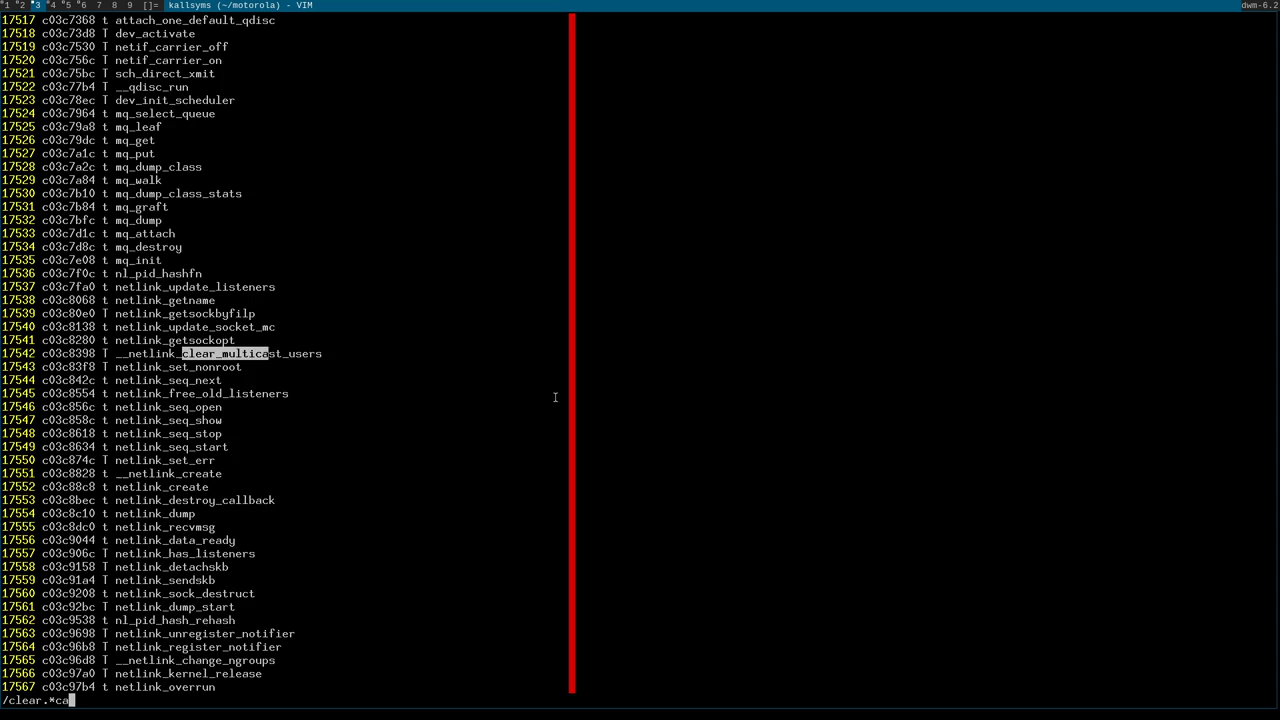 1 2 3 4 5 6 7 8 9 []= kallsyms (~/motorola) - VIM dwm-6.2
17517 c03c7368 t attach_one_default_qdisc
17518 c03c73d8 T dev_activate
17519 c03c7530 T netif_carrier_off
17520 c03c756c T netif_carrier_on
17521 c03c75bc T sch_direct_xmit
17522 c03c77b4 T __qdisc_run
17523 c03c78ec T dev_init_scheduler
17524 c03c7964 t mq_select_queue
17525 c03c79a8 t mq_leaf
17526 c03c79dc t mq_get
17527 c03c7a1c t mq_put
17528 c03c7a2c t mq_dump_class
17529 c03c7a84 t mq_walk
17530 c03c7b10 t mq_dump_class_stats
17531 c03c7b84 t mq_graft
17532 c03c7bfc t mq_dump
17533 c03c7d1c t mq_attach
17534 c03c7d8c t mq_destroy
17535 c03c7e08 t mq_init
17536 c03c7f0c t nl_pid_hashfn
17537 c03c7fa0 t netlink_update_listeners
17538 c03c8068 t netlink_getname
17539 c03c80e0 T netlink_getsockbyfilp
17540 c03c8138 t netlink_update_socket_mc
17541 c03c8280 t netlink_getsockopt
17542 c03c8398 T __netlink_clear_multicast_users
17543 c03c83f8 T netlink_set_nonroot
17544 c03c842c t netlink_seq_next
17545 c03c8554 t netlink_free_old_listeners
17546 c03c856c t netlink_seq_open
17547 c03c858c t netlink_seq_show
17548 c03c8618 t netlink_seq_stop
17549 c03c8634 t netlink_seq_start
17550 c03c874c T netlink_set_err
17551 c03c8828 t __netlink_create
17552 c03c88c8 t netlink_create
17553 c03c8bec t netlink_destroy_callback
17554 c03c8c10 t netlink_dump
17555 c03c8dc0 t netlink_recvmsg
17556 c03c9044 t netlink_data_ready
17557 c03c906c T netlink_has_listeners
17558 c03c9158 T netlink_detachskb
17559 c03c91a4 T netlink_sendskb
17560 c03c9208 t netlink_sock_destruct
17561 c03c92bc T netlink_dump_start
17562 c03c9538 t nl_pid_hash_rehash
17563 c03c9698 T netlink_unregister_notifier
17564 c03c96b8 T netlink_register_notifier
17565 c03c96d8 T __netlink_change_ngroups
17566 c03c97a0 T netlink_kernel_release
17567 c03c97b4 t netlink_overrun
/clear.*ca